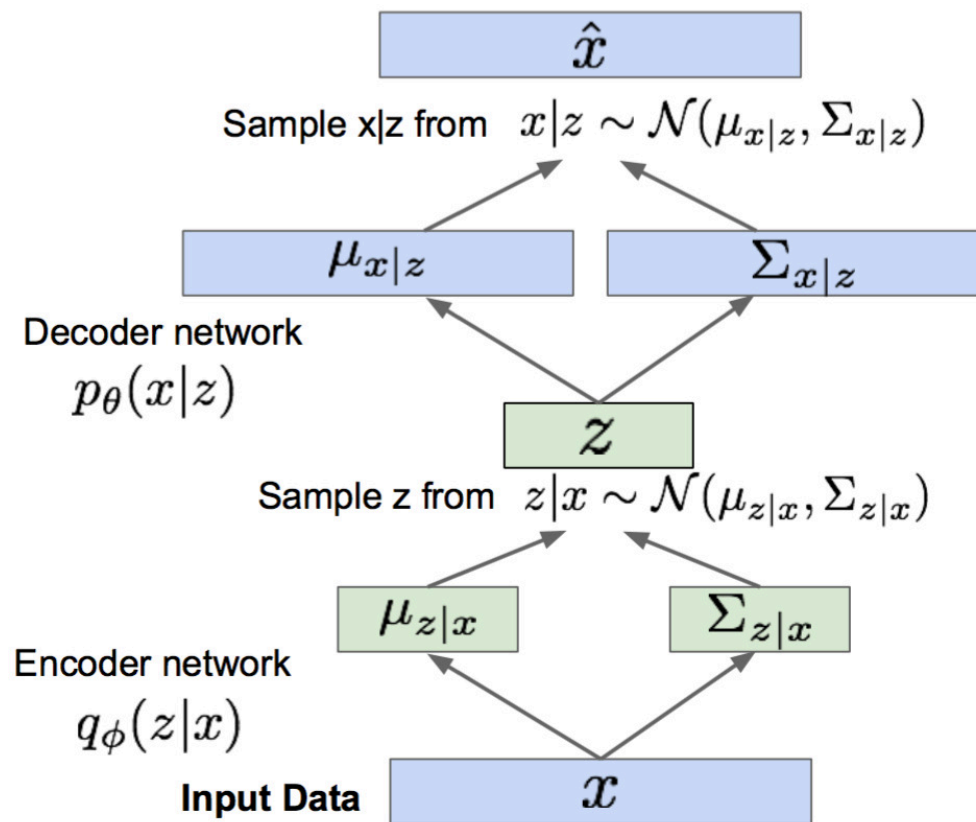 x̂
Sample x|z from x|z ∼ 𝒩(μ_{x|z}, Σ_{x|z})
μ_{x|z} Σ_{x|z}
Decoder network
p_θ(x|z)
z
Sample z from z|x ∼ 𝒩(μ_{z|x}, Σ_{z|x})
μ_{z|x} Σ_{z|x}
Encoder network
q_ϕ(z|x)
Input Data x